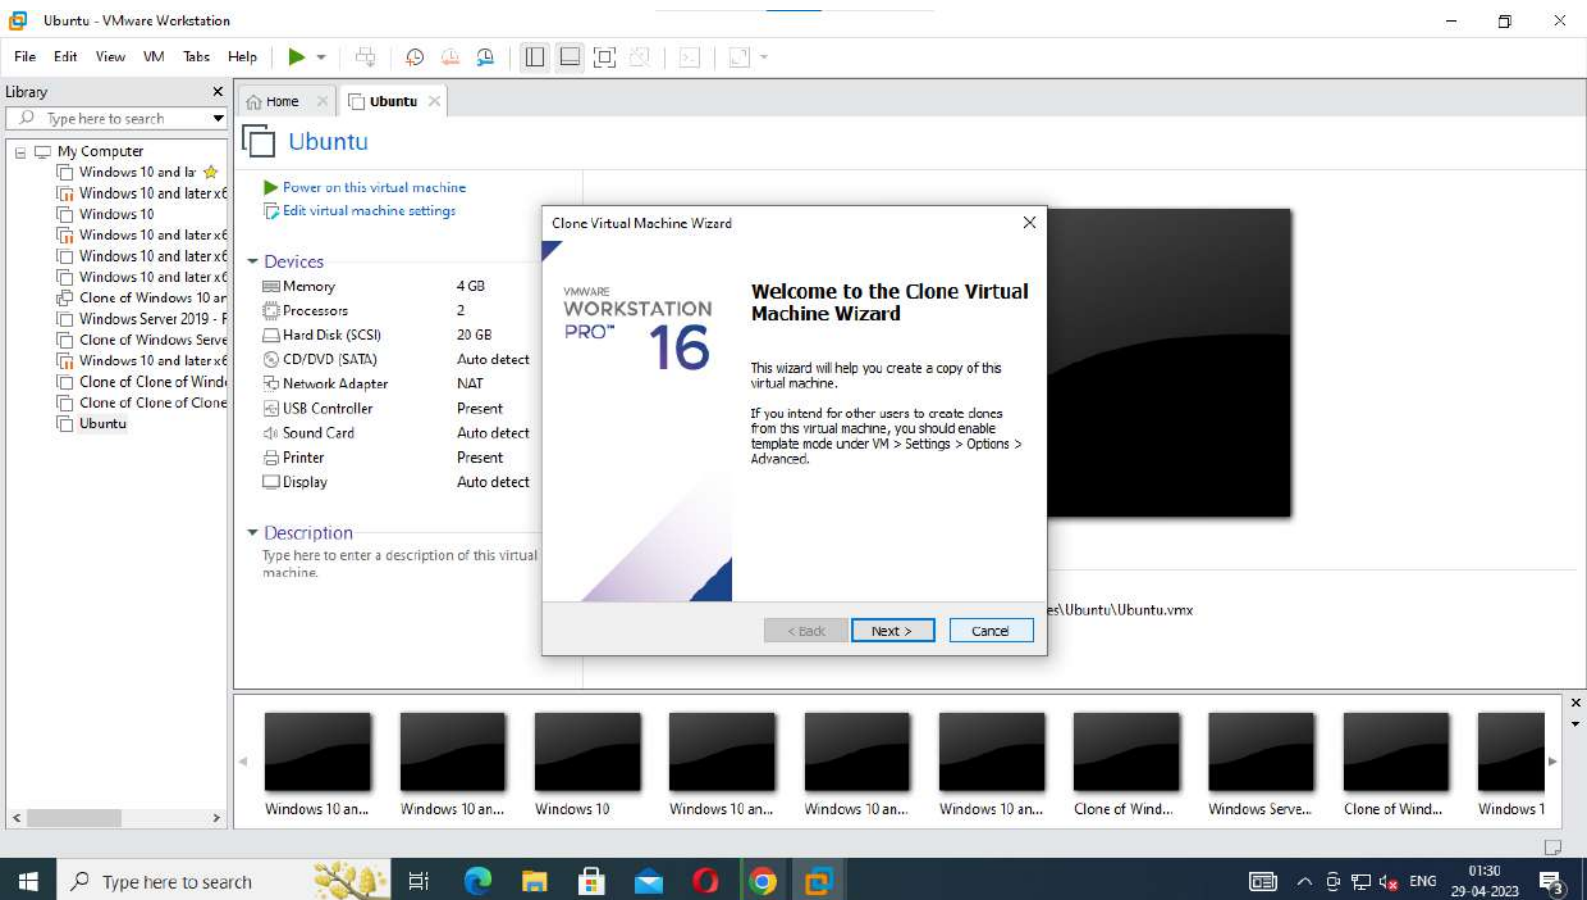 Ubuntu - VMware Workstation
File Edit View VM Tabs Help
Library
Type here to search
My Computer
Windows 10 and la
Windows 10 and later x6
Windows 10
Windows 10 and later x6
Windows 10 and later x6
Windows 10 and later x6
Clone of Windows 10 an
Windows Server 2019 - F
Clone of Windows Serve
Windows 10 and later x6
Clone of Clone of Wind
Clone of Clone of Clone
Ubuntu
Home
Ubuntu
Ubuntu
Power on this virtual machine
Edit virtual machine settings
Devices
Memory 4 GB
Processors 2
Hard Disk (SCSI) 20 GB
CD/DVD (SATA) Auto detect
Network Adapter NAT
USB Controller Present
Sound Card Auto detect
Printer Present
Display Auto detect
Description
Type here to enter a description of this virtual
machine.
Clone Virtual Machine Wizard
VMWARE
WORKSTATION
PRO™ 16
Welcome to the Clone Virtual
Machine Wizard
This wizard will help you create a copy of this
virtual machine.
If you intend for other users to create clones
from this virtual machine, you should enable
template mode under VM > Settings > Options >
Advanced.
< Back Next > Cancel
es\Ubuntu\Ubuntu.vmx
Windows 10 an... Windows 10 an... Windows 10 Windows 10 an... Windows 10 an... Windows 10 an... Clone of Wind... Windows Serve... Clone of Wind... Windows 1
Type here to search
ENG
01:30
29-04-2023
3